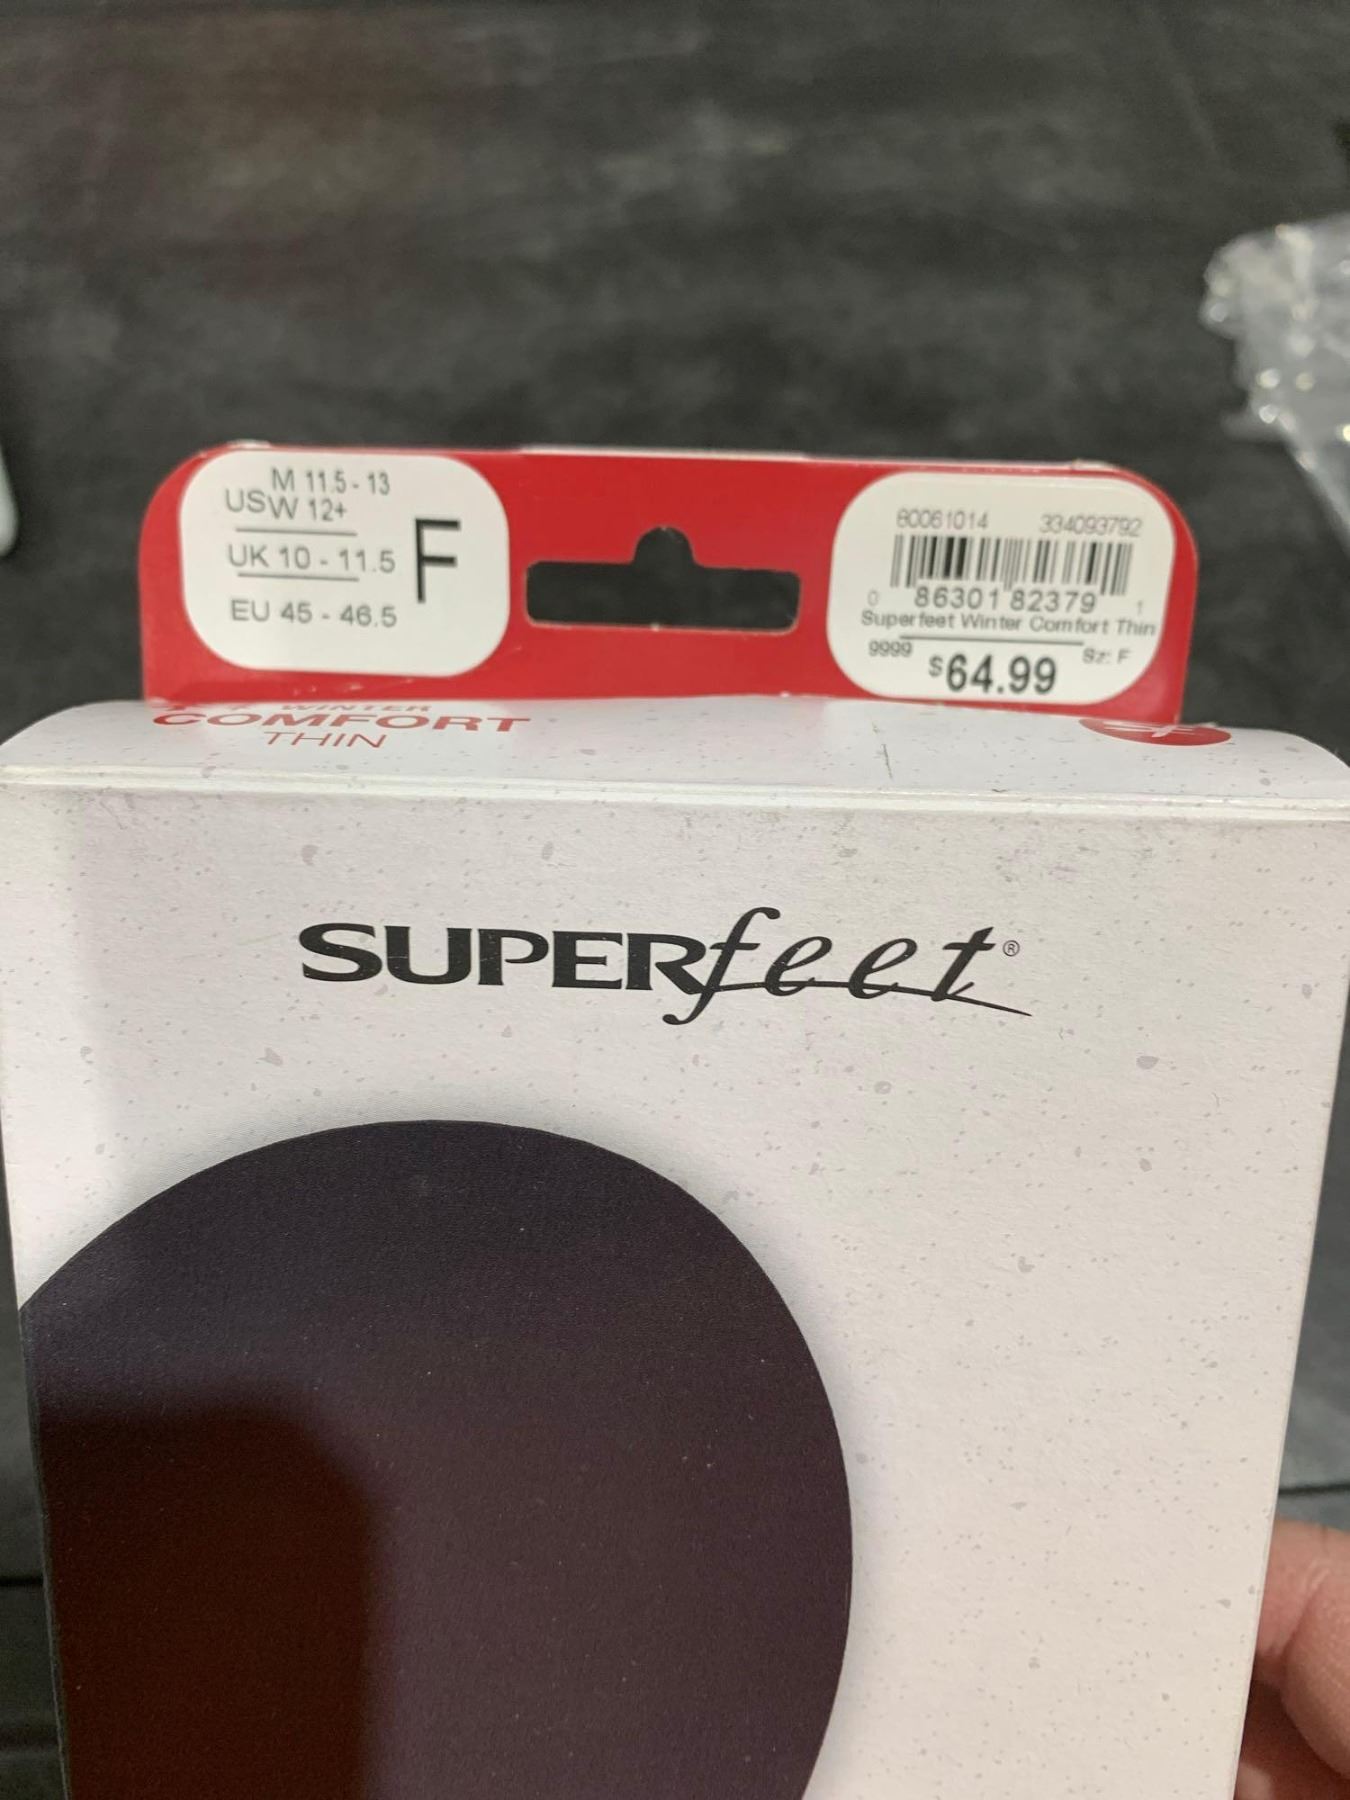 M 11.5 - 13
USW 12+
UK 10 - 11.5
EU 45 - 46.5
F
80061014 334093792
0 86301 82379 1
Superfeet Winter Comfort Thin
9999 $64.99 Sz: F
WINTER
COMFORT
THIN
SUPERfeet®